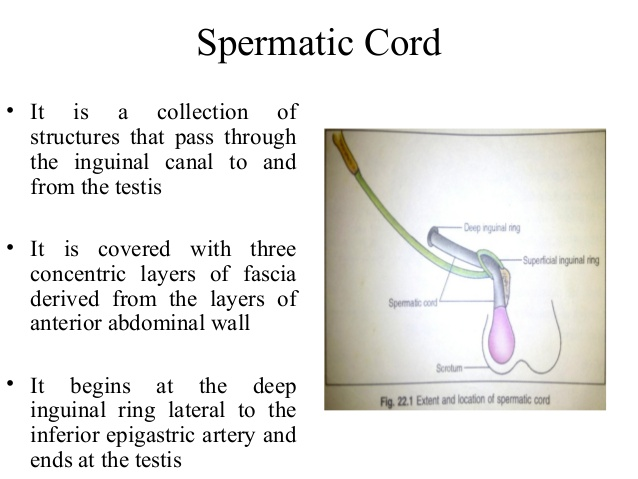 Spermatic Cord
• It is a collection of
structures that pass through
the inguinal canal to and
from the testis
• It is covered with three
concentric layers of fascia
derived from the layers of
anterior abdominal wall
• It begins at the deep
inguinal ring lateral to the
inferior epigastric artery and
ends at the testis
Deep inguinal ring
Superficial inguinal ring
Spermatic cord
Scrotum
Fig. 22.1 Extent and location of spermatic cord